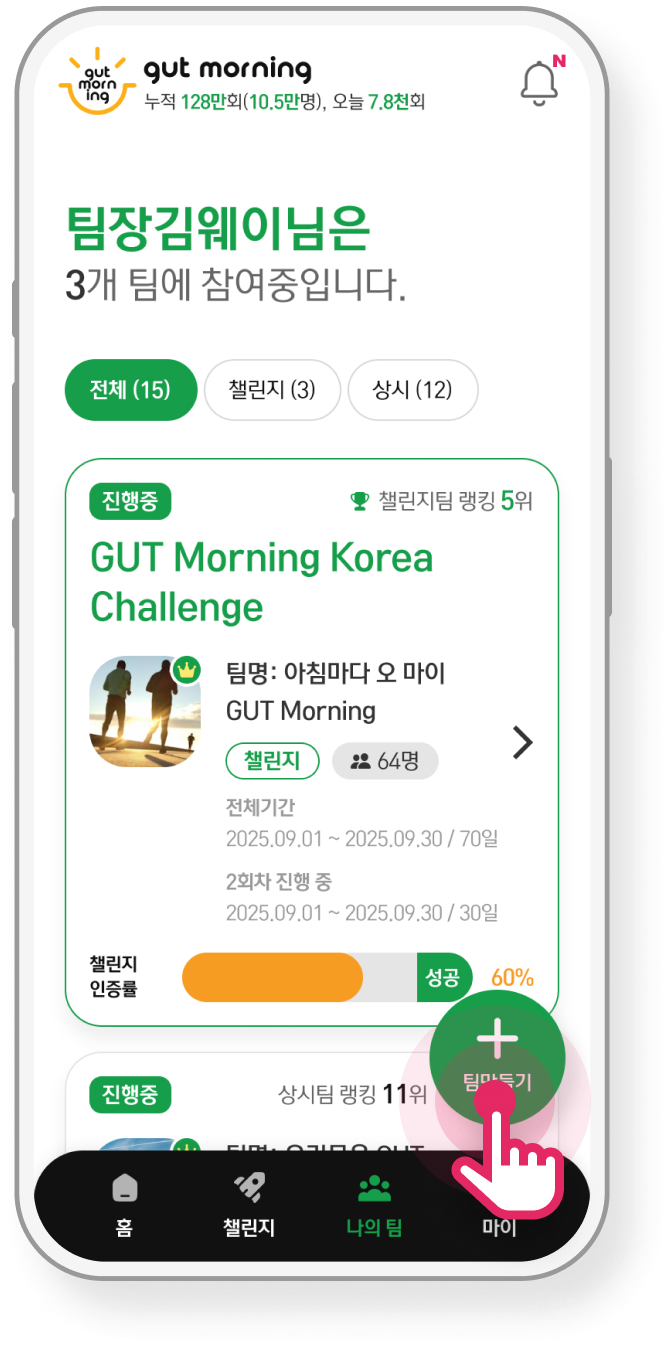 gut
morn
ing
gut morning
누적 128만회(10.5만명), 오늘 7.8천회
N
팀장김웨이님은
3개 팀에 참여중입니다.
전체 (15)
챌린지 (3)
상시 (12)
진행중
챌린지팀 랭킹 5위
GUT Morning Korea
Challenge
팀명: 아침마다 오 마이
GUT Morning
챌린지
64명
전체기간
2025.09.01 ~ 2025.09.30 / 70일
2회차 진행 중
2025.09.01 ~ 2025.09.30 / 30일
챌린지
인증률
성공
60%
팀만들기
진행중
상시팀 랭킹 11위
팀명:
홈
챌린지
나의 팀
마이